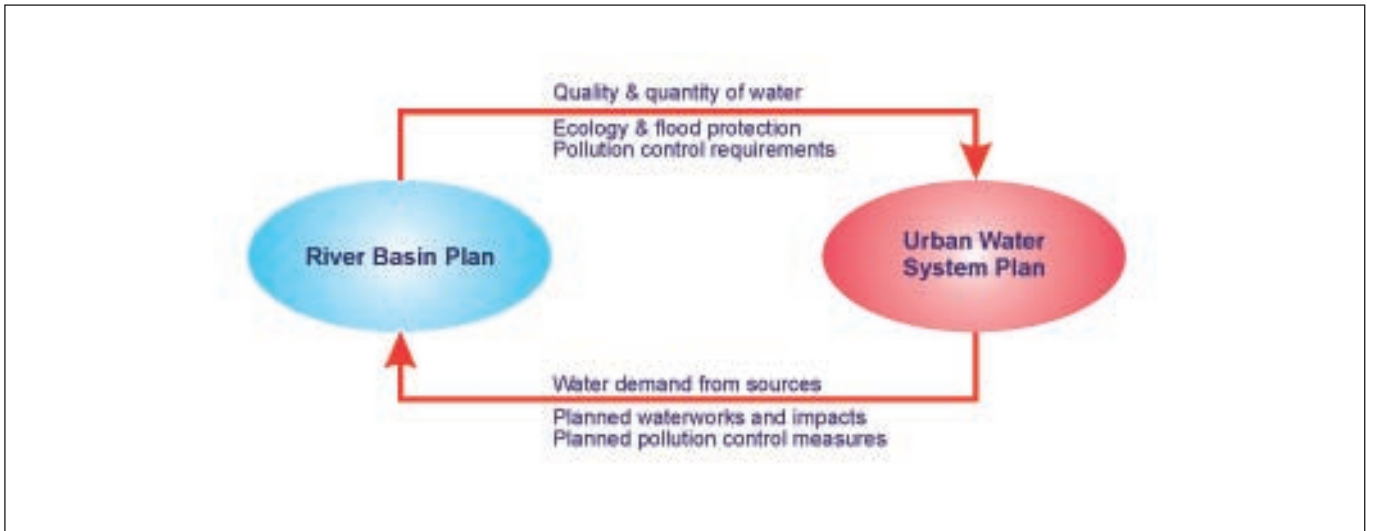 Quality & quantity of water
Ecology & flood protection
Pollution control requirements
River Basin Plan
Urban Water
System Plan
Water demand from sources
Planned waterworks and impacts
Planned pollution control measures